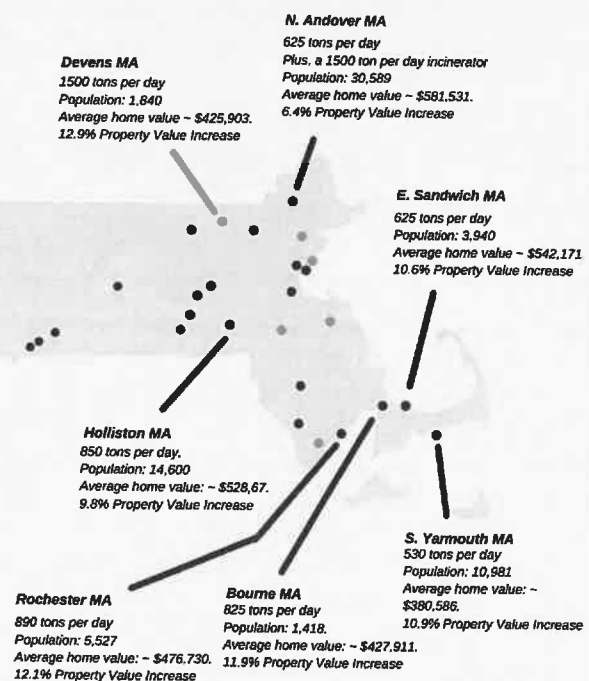 N. Andover MA
625 tons per day
Plus, a 1500 ton per day incinerator
Population: 30,589
Average home value ~ $581,531.
6.4% Property Value Increase
Devens MA
1500 tons per day
Population: 1,840
Average home value ~ $425,903.
12.9% Property Value Increase
E. Sandwich MA
625 tons per day
Population: 3,940
Average home value ~ $542,171
10.6% Property Value Increase
Holliston MA
850 tons per day.
Population: 14,600
Average home value: ~ $528,67.
9.8% Property Value Increase
S. Yarmouth MA
530 tons per day
Population: 10,981
Average home value: ~
$380,586.
10.9% Property Value Increase
Rochester MA
890 tons per day
Population: 5,527
Average home value: ~ $476,730.
12.1% Property Value Increase
Bourne MA
825 tons per day
Population: 1,418.
Average home value: ~ $427,911.
11.9% Property Value Increase